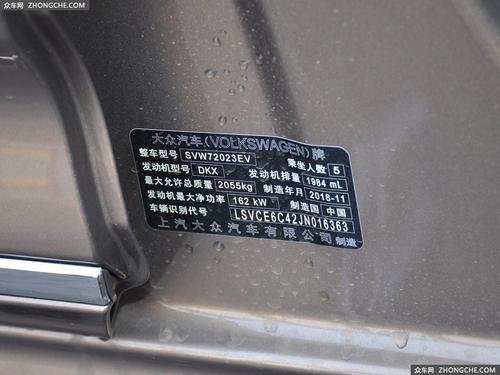 众车网 / ZHONGCHE.COM
大众汽车(VOLKSWAGEN)牌
整车型号 SVW72023EV 乘坐人数 5
发动机型号 DKX 发动机排量 1984 mL
最大允许总质量 2055kg 制造年月 2018-11
发动机最大净功率 162 kW 制造国 中国
车辆识别代号 LSVCE6C42JN016363
上汽大众汽车有限公司 制造
众车网 ZHONGCHE.COM